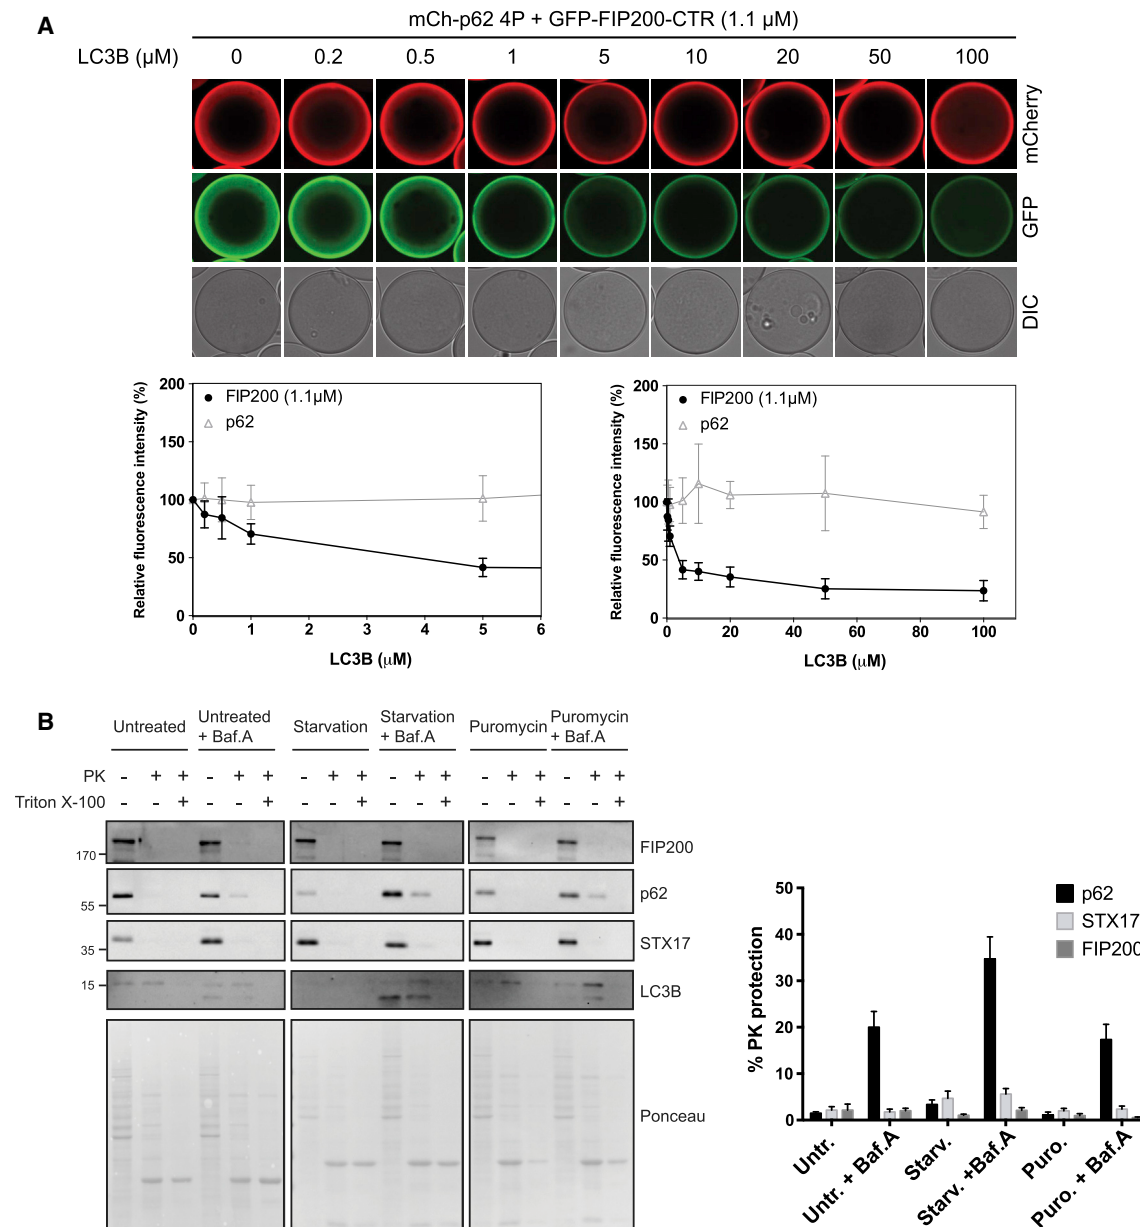 A
mCh-p62 4P + GFP-FIP200-CTR (1.1 µM)
LC3B (µM) 0 0.2 0.5 1 5 10 20 50 100
mCherry
GFP
DIC
200
150
100
50
0
Relative fluorescence intensity (%)
FIP200 (1.1µM)
p62
0 1 2 3 4 5 6
LC3B (µM)
200
150
100
50
0
Relative fluorescence intensity (%)
FIP200 (1.1µM)
p62
0 20 40 60 80 100
LC3B (µM)
B
Untreated
Untreated
+ Baf.A
Starvation
Starvation
+ Baf.A
Puromycin
Puromycin
+ Baf.A
PK - + + - + + - + + - + + - + + - + +
Triton X-100 - - + - - + - - + - - + - - + - - +
170
FIP200
55
p62
35
STX17
15
LC3B
Ponceau
50
40
30
20
10
0
% PK protection
p62
STX17
FIP200
Untr.
Untr. + Baf.A
Starv.
Starv. +Baf.A
Puro.
Puro. + Baf.A